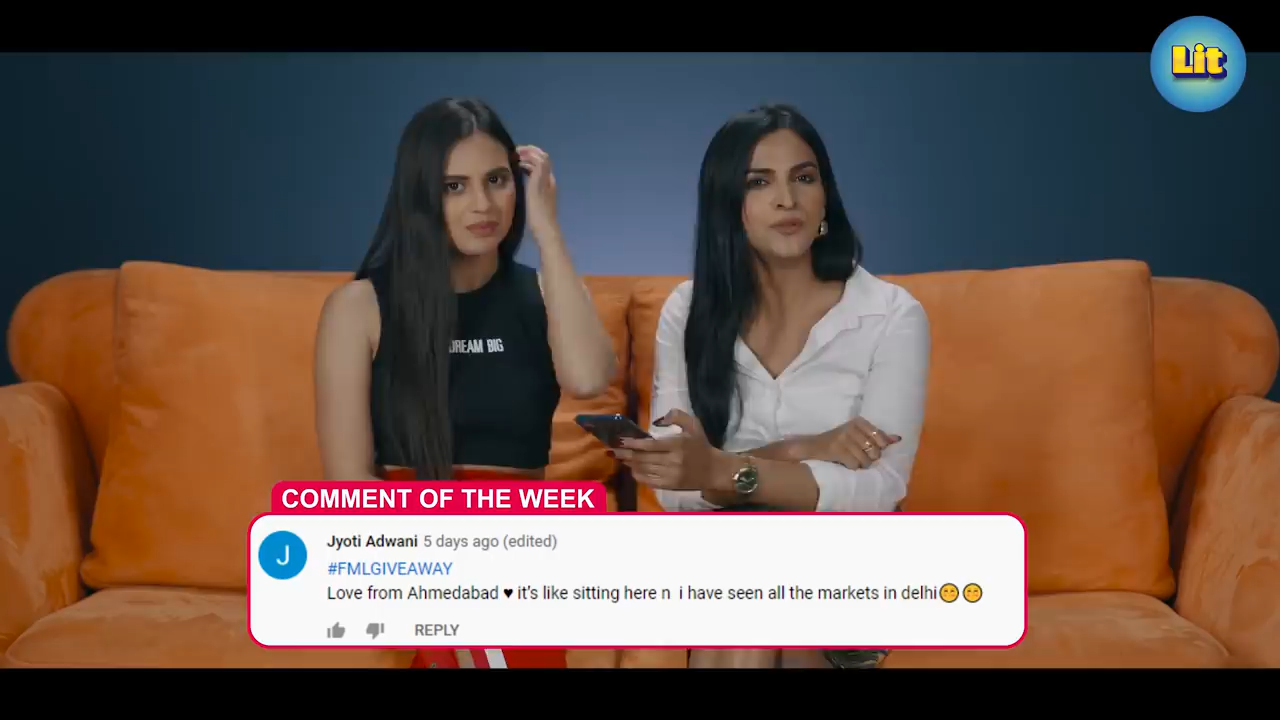 Lit
DREAM BIG
COMMENT OF THE WEEK
J
Jyoti Adwani 5 days ago (edited)
#FMLGIVEAWAY
Love from Ahmedabad ♥ it's like sitting here n i have seen all the markets in delhi😊😊
REPLY